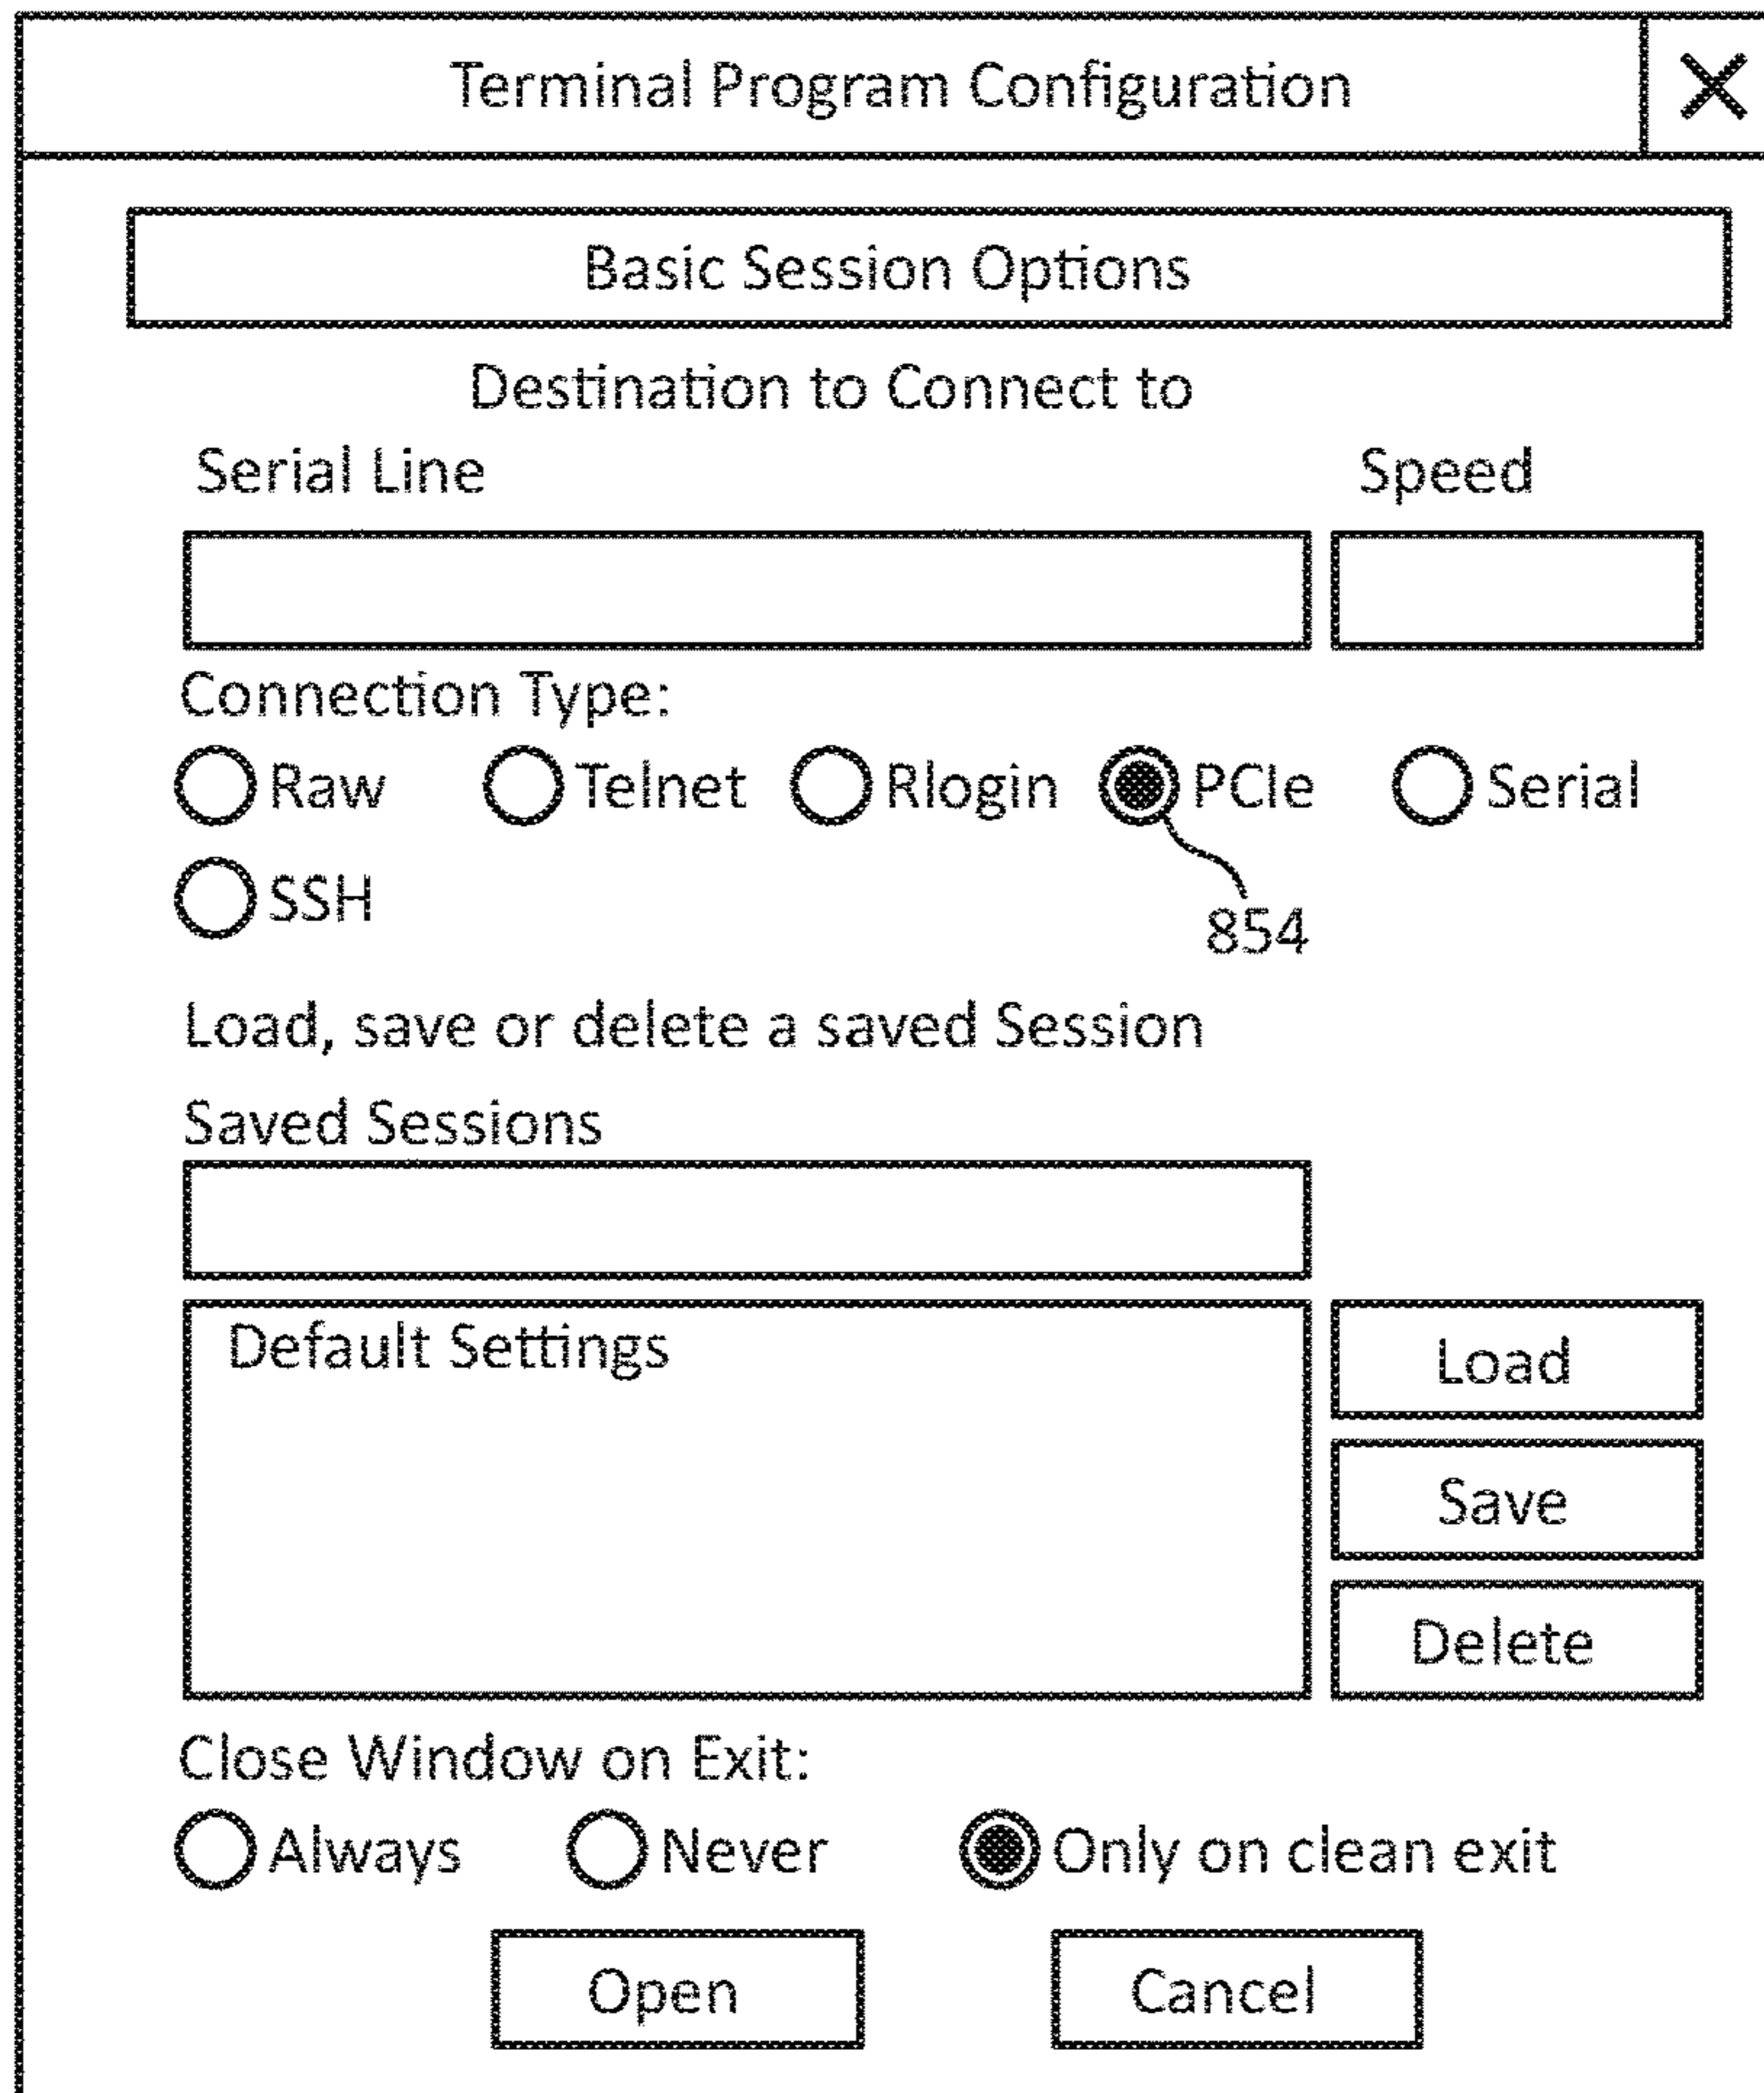 Terminal Program Configuration
Basic Session Options
Destination to Connect to
Serial Line Speed
Connection Type:
Raw Telnet Rlogin PCIe Serial
SSH
854
Load, save or delete a saved Session
Saved Sessions
Default Settings
Load
Save
Delete
Close Window on Exit:
Always Never Only on clean exit
Open Cancel